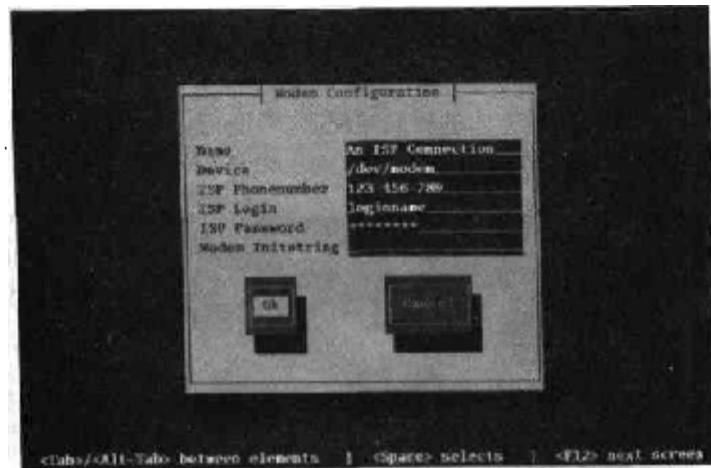 Modem Configuration
Name An ISP Connection
Device /dev/modem
ISP Phonenumber 123 456 789
ISP Login loginname
ISP Password ********
Modem Initstring
Ok Cancel
<Tab>/<Alt-Tab> between elements | <Space> selects | <F12> next screen